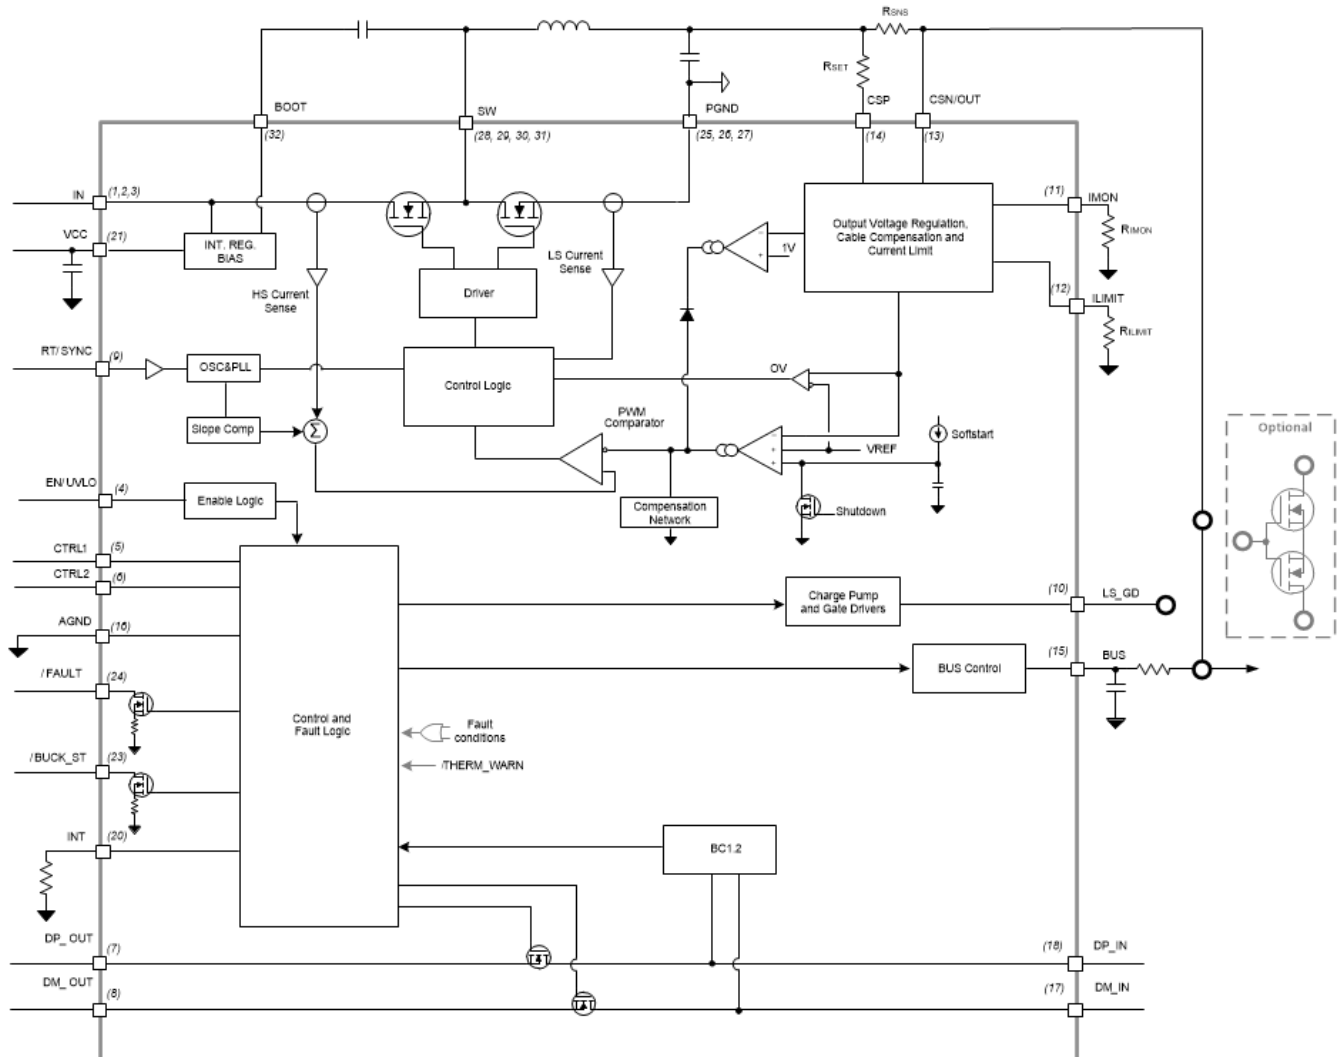 RSNS
RSET
BOOT
SW
PGND
CSP
CSN/OUT
(32)
(28, 29, 30, 31)
(25, 26, 27)
(14)
(13)
IN
(1,2,3)
(11)
IMON
VCC
(21)
INT. REG.
BIAS
LS Current
Sense
1V
-
+
Output Voltage Regulation,
Cable Compensation and
Current Limit
RIMON
HS Current
Sense
Driver
(12)
ILIMIT
RILIMIT
RT/SYNC
(9)
OSC&PLL
Control Logic
OV
Slope Comp
Σ
PWM
Comparator
-
+
+
VREF
Softstart
Optional
EN/UVLO
(4)
Enable Logic
Compensation
Network
Shutdown
CTRL1
(5)
CTRL2
(6)
Charge Pump
and Gate Drivers
(10)
LS_GD
AGND
(16)
BUS Control
(15)
BUS
/FAULT
(24)
Control and
Fault Logic
Fault
conditions
/THERM_WARN
/BUCK_ST
(23)
INT
(20)
BC1.2
DP_OUT
(7)
(18)
DP_IN
DM_OUT
(8)
(17)
DM_IN